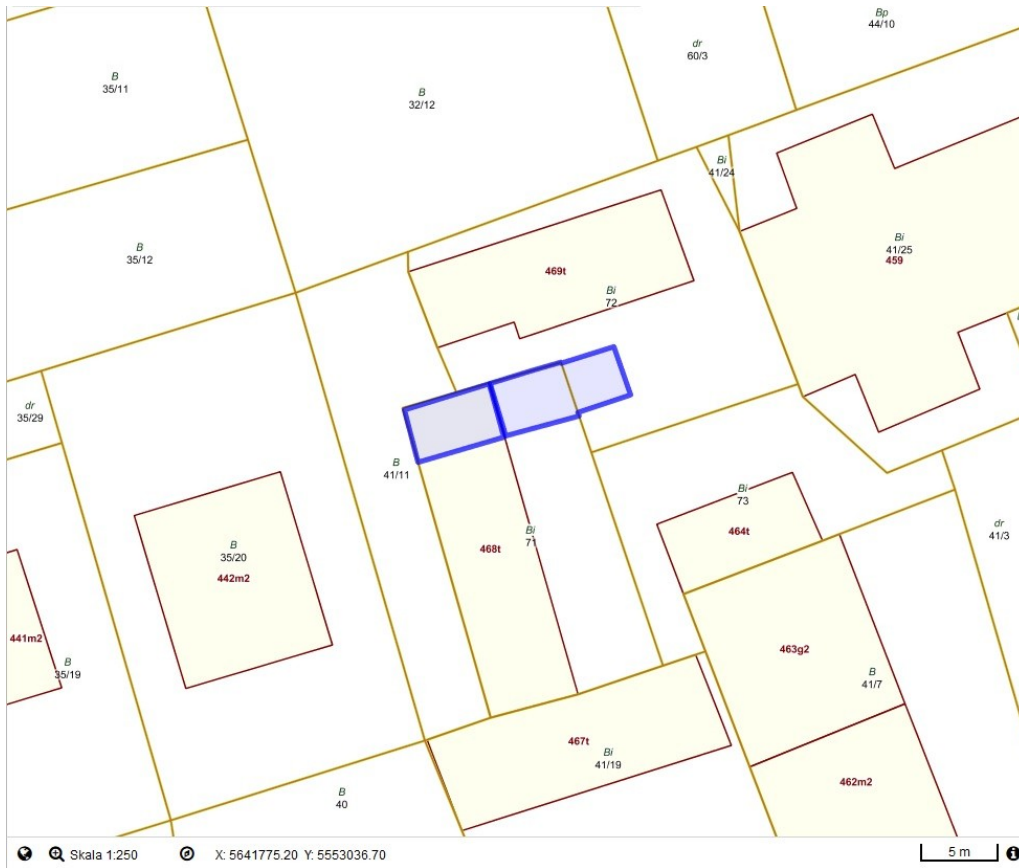 Bp
44/10
dr
60/3
B
35/11
B
32/12
Bi
41/24
B
35/12
Bi
41/25
459
469t
Bi
72
dr
35/29
B
41/11
Bi
73
464t
dr
41/3
Bi
71
468t
B
35/20
442m2
441m2
B
35/19
463g2
B
41/7
467t
Bi
41/19
462m2
B
40
Skala 1:250 X: 5641775.20 Y: 5553036.70 5 m